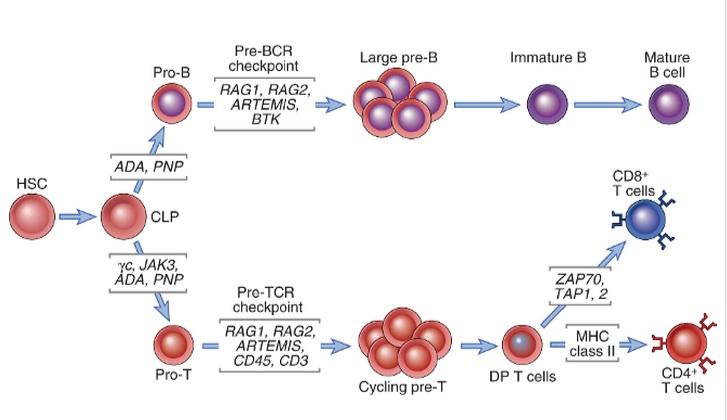 Pre-BCR
checkpoint
Pro-B
RAG1, RAG2,
ARTEMIS,
BTK
Large pre-B
Immature B
Mature
B cell
ADA, PNP
HSC
CLP
γc, JAK3,
ADA, PNP
Pro-T
Pre-TCR
checkpoint
RAG1, RAG2,
ARTEMIS,
CD45, CD3
Cycling pre-T
DP T cells
ZAP70,
TAP1, 2
CD8⁺
T cells
MHC
class II
CD4⁺
T cells